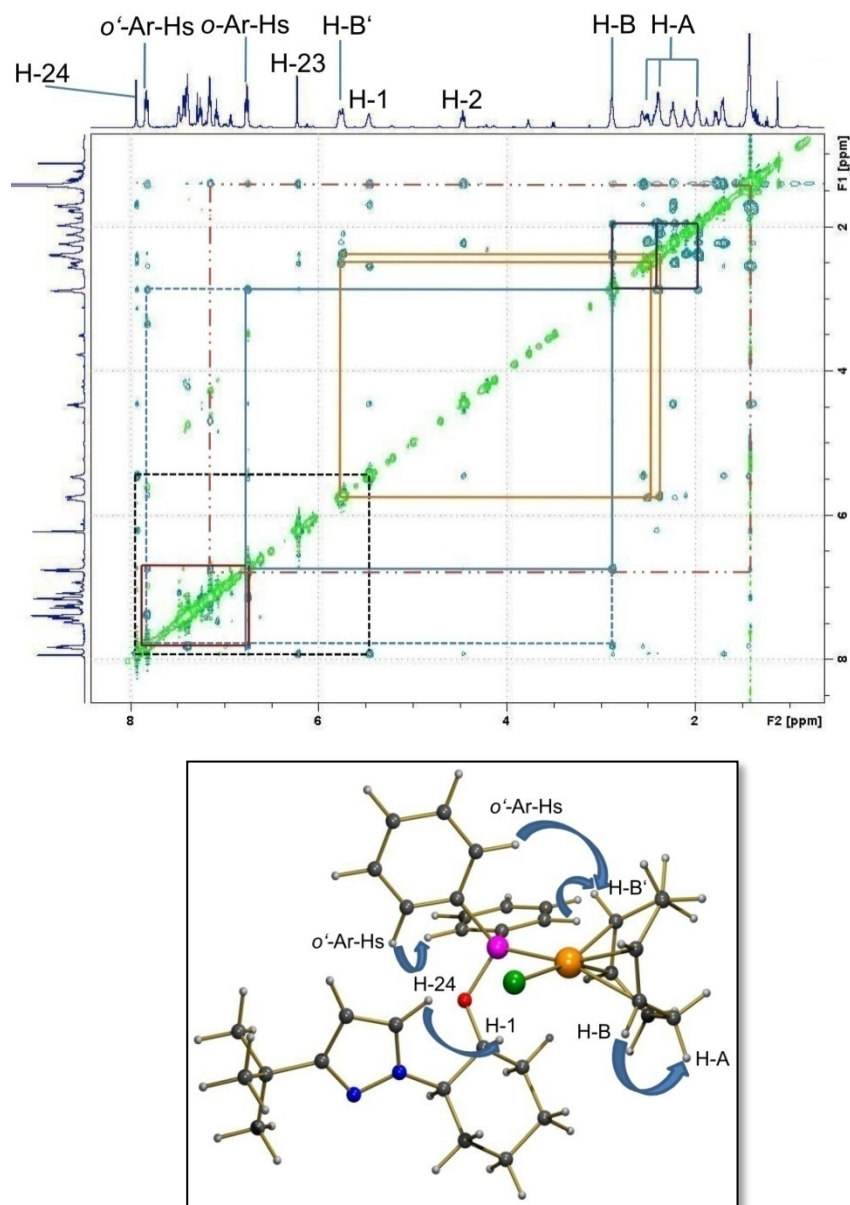 o'-Ar-Hs o-Ar-Hs H-B' H-B H-A
H-24 H-23 H-1 H-2
F1 [ppm]
2
4
6
8
8 6 4 2 F2 [ppm]
o'-Ar-Hs
H-B'
o'-Ar-Hs
H-24
H-1
H-B
H-A